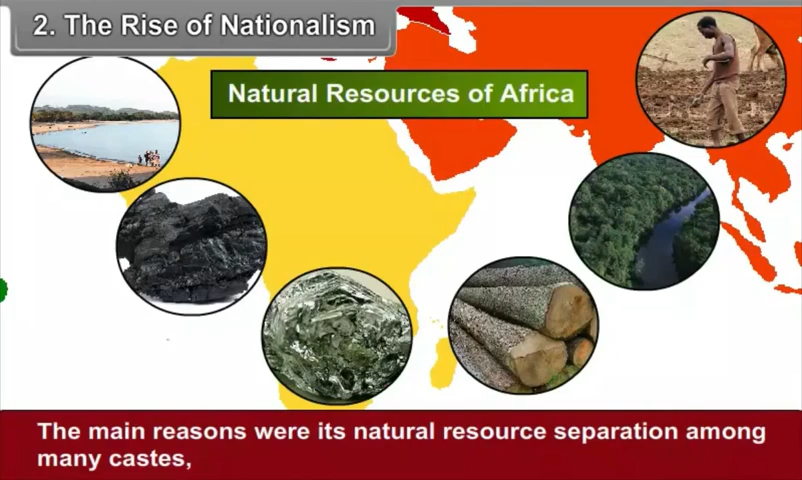 2. The Rise of Nationalism
Natural Resources of Africa
The main reasons were its natural resource separation among
many castes,